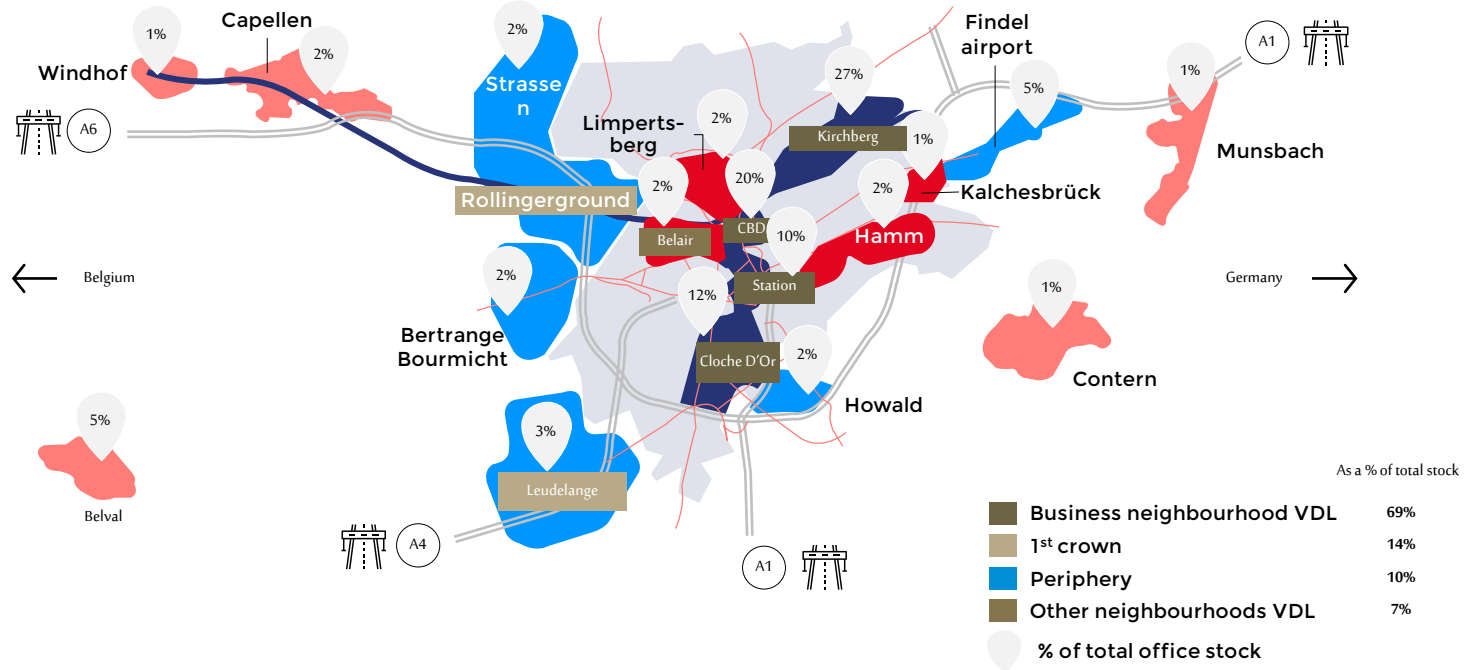 1%
Capellen
2%
Windhof
A6
2%
Strasse
n
Limperts-
berg
2%
27%
Kirchberg
Findel
airport
5%
1%
A1
1%
Munsbach
Kalchesbrück
2%
20%
2%
Rollingerground
Belair
CBD
10%
Hamm
Station
Belgium
Germany
2%
Bertrange
Bourmicht
12%
Cloche D'Or
2%
Howald
1%
Contern
5%
Belval
3%
Leudelange
A4
A1
As a % of total stock
Business neighbourhood VDL 69%
1st crown 14%
Periphery 10%
Other neighbourhoods VDL 7%
% of total office stock